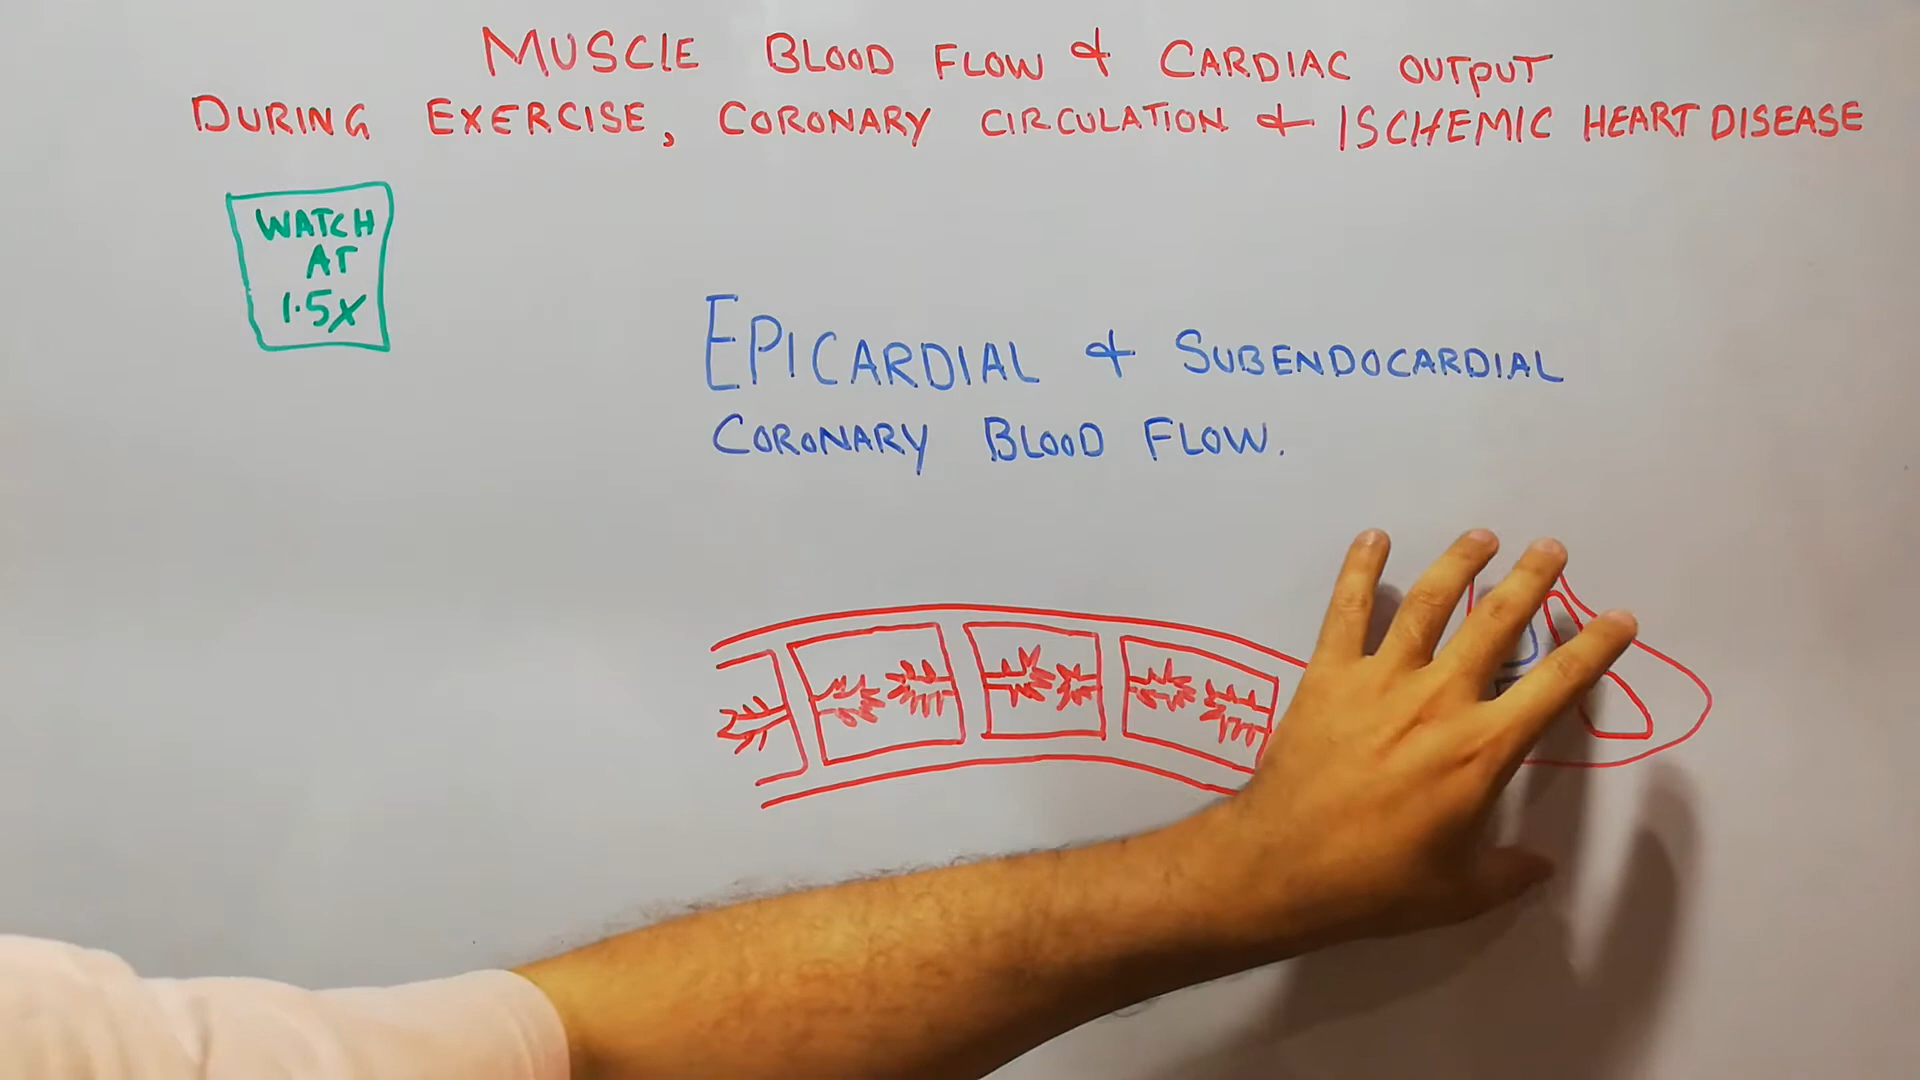 MUSCLE BLOOD FLOW & CARDIAC OUTPUT
DURING EXERCISE, CORONARY CIRCULATION & ISCHEMIC HEART DISEASE
WATCH
AT
1.5X
EPICARDIAL & SUBENDOCARDIAL
CORONARY BLOOD FLOW.